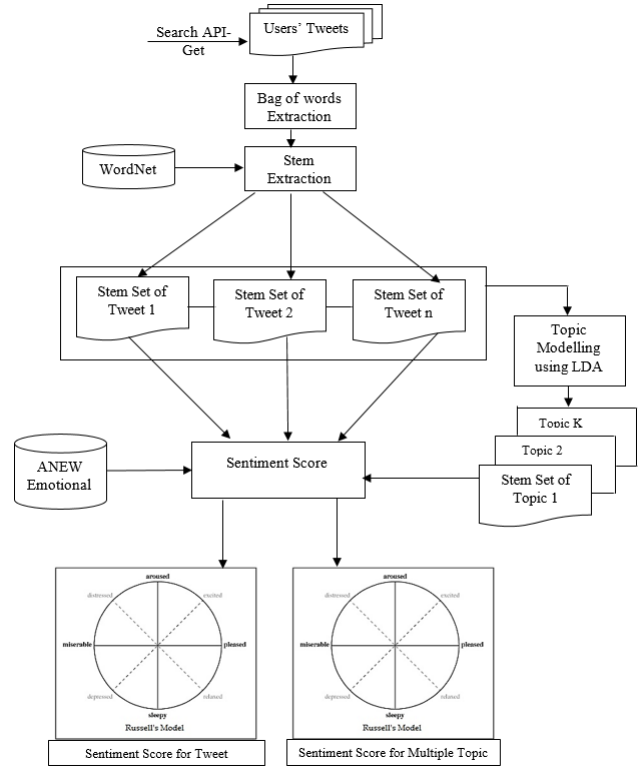 Search API-
Get
Users' Tweets
Bag of words
Extraction
WordNet
Stem
Extraction
Stem Set of
Tweet 1
Stem Set of
Tweet 2
Stem Set of
Tweet n
Topic
Modelling
using LDA
Topic K
Topic 2
Stem Set of
Topic 1
ANEW
Emotional
Sentiment Score
aroused
distressed
excited
miserable
pleased
depressed
relaxed
sleepy
Russell's Model
Sentiment Score for Tweet
aroused
distressed
excited
miserable
pleased
depressed
relaxed
sleepy
Russell's Model
Sentiment Score for Multiple Topic